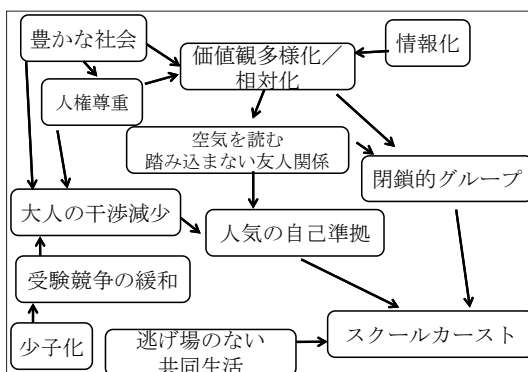 豊かな社会
情報化
価値観多様化／
相対化
人権尊重
空気を読む
踏み込まない友人関係
閉鎖的グループ
大人の干渉減少
人気の自己準拠
受験競争の緩和
スクールカースト
逃げ場のない
共同生活
少子化